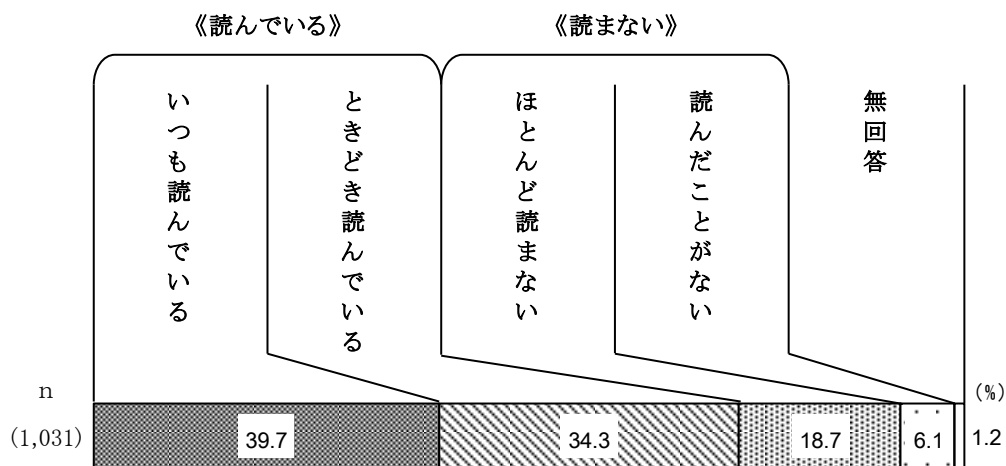 《読んでいる》
《読まない》
いつも読んでいる
ときどき読んでいる
ほとんど読まない
読んだことがない
無回答
n
(%)
(1,031)
39.7
34.3
18.7
6.1
1.2